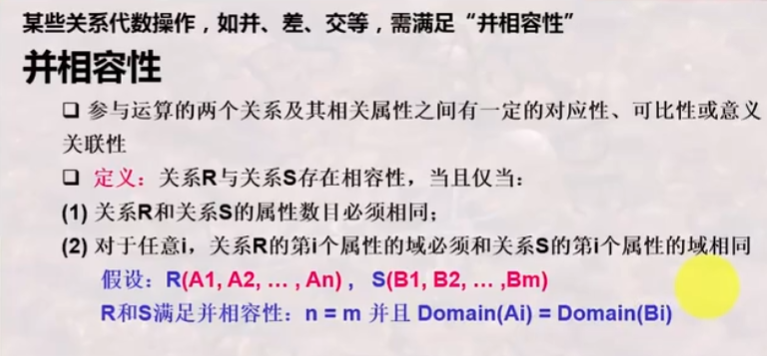 某些关系代数操作，如并、差、交等，需满足“并相容性”
并相容性
❑ 参与运算的两个关系及其相关属性之间有一定的对应性、可比性或意义
关联性
❑ 定义：关系R与关系S存在相容性，当且仅当：
(1) 关系R和关系S的属性数目必须相同；
(2) 对于任意i，关系R的第i个属性的域必须和关系S的第i个属性的域相同
假设：R(A1, A2, … , An) ， S(B1, B2, … ,Bm)
R和S满足并相容性：n = m 并且 Domain(Ai) = Domain(Bi)